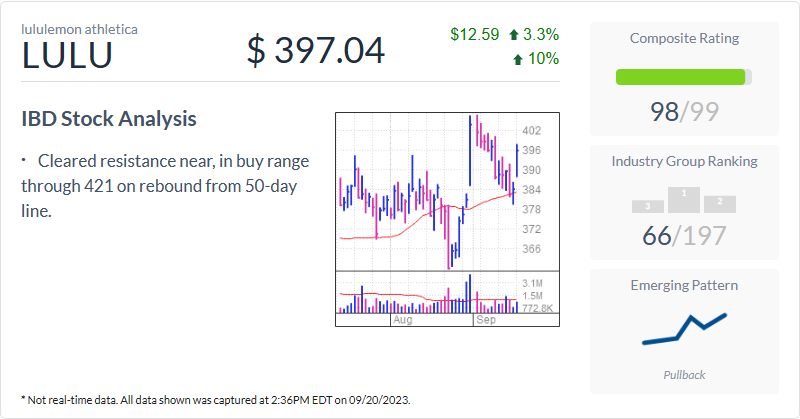 lululemon athletica
LULU
$ 397.04
$12.59 3.3%
10%
IBD Stock Analysis
• Cleared resistance near, in buy range
through 421 on rebound from 50-day
line.
402
396
390
384
378
372
366
3.1M
1.5M
772.8K
Aug
Sep
Composite Rating
98/99
Industry Group Ranking
3
1
2
66/197
Emerging Pattern
Pullback
* Not real-time data. All data shown was captured at 2:36PM EDT on 09/20/2023.